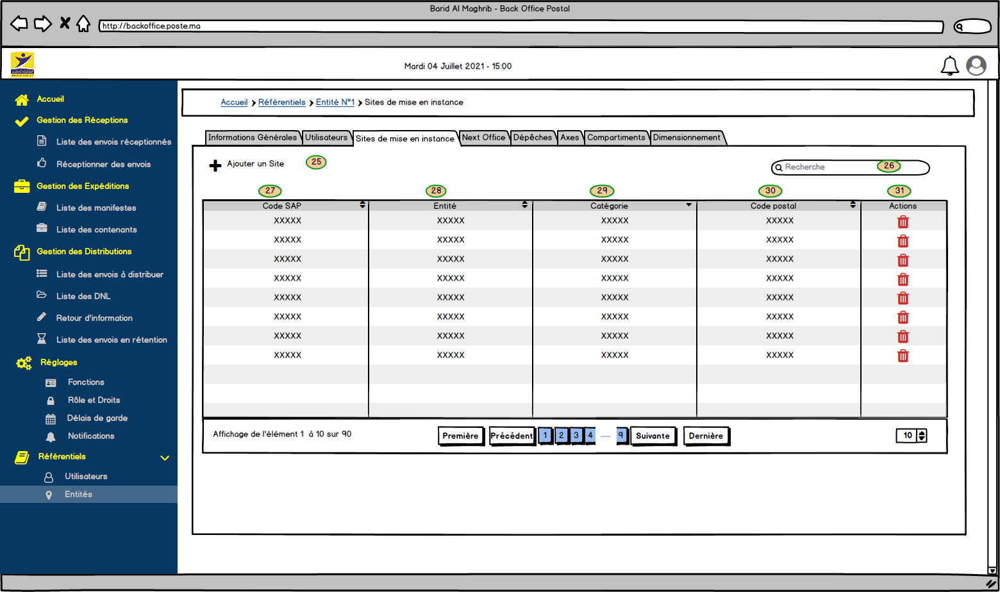 Barid Al Maghrib - Back Office Postal
http://backoffice.poste.ma
Mardi 04 Juillet 2021 - 15:00
Accueil
Gestion des Réceptions
Liste des envois réceptionnés
Réceptionner des envois
Gestion des Expéditions
Liste des manifestes
Liste des contenants
Gestion des Distributions
Liste des envois à distribuer
Liste des DNL
Retour d'information
Liste des envois en rétention
Réglages
Fonctions
Rôle et Droits
Délais de garde
Notifications
Référentiels
Utilisateurs
Entités
Accueil Référentiels Entité N°1 Sites de mise en instance
Informations Générales Utilisateurs Sites de mise en instance Next Office Dépêches Axes Compartiments Dimensionnement
Ajouter un Site 25 Recherche 26
27 28 29 30 31
Code SAP Entité Catégorie Code postal Actions
XXXXX XXXXX XXXXX XXXXX
XXXXX XXXXX XXXXX XXXXX
XXXXX XXXXX XXXXX XXXXX
XXXXX XXXXX XXXXX XXXXX
XXXXX XXXXX XXXXX XXXXX
XXXXX XXXXX XXXXX XXXXX
XXXXX XXXXX XXXXX XXXXX
XXXXX XXXXX XXXXX XXXXX
Affichage de l'élément 1 à 10 sur 90 Première Précédent 1 2 3 4 ...... 9 Suivante Dernière 10